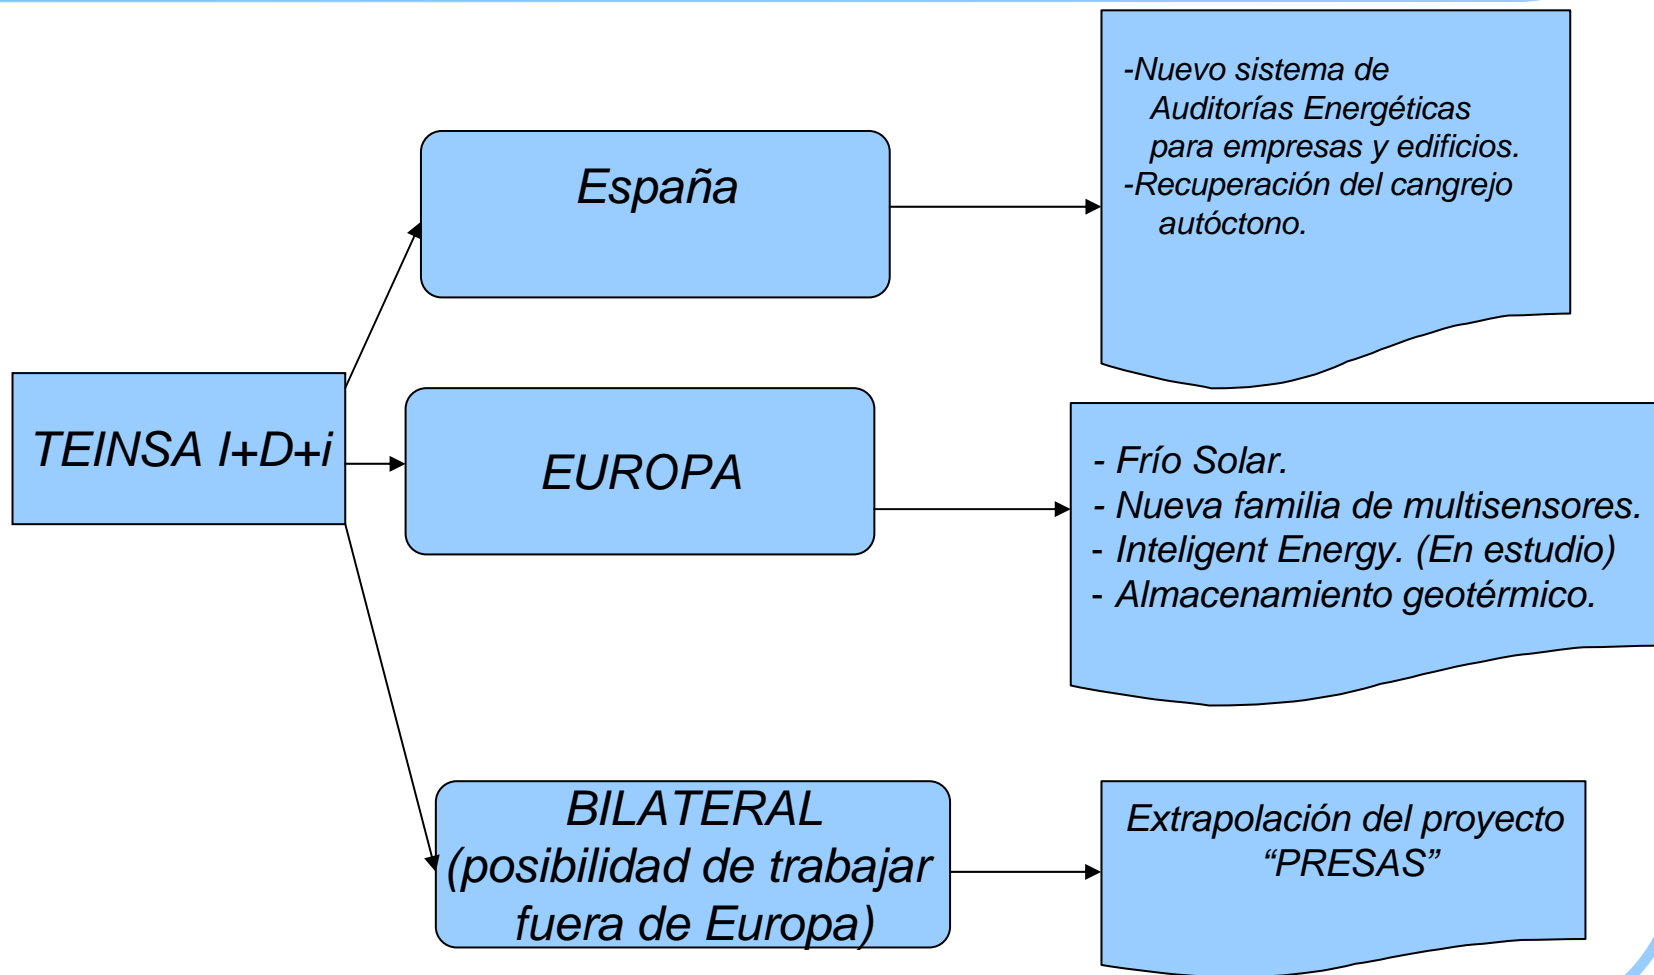 TEINSA I+D+i
España
-Nuevo sistema de
Auditorías Energéticas
para empresas y edificios.
-Recuperación del cangrejo
autóctono.
EUROPA
- Frío Solar.
- Nueva familia de multisensores.
- Inteligent Energy. (En estudio)
- Almacenamiento geotérmico.
BILATERAL
(posibilidad de trabajar
fuera de Europa)
Extrapolación del proyecto
“PRESAS”